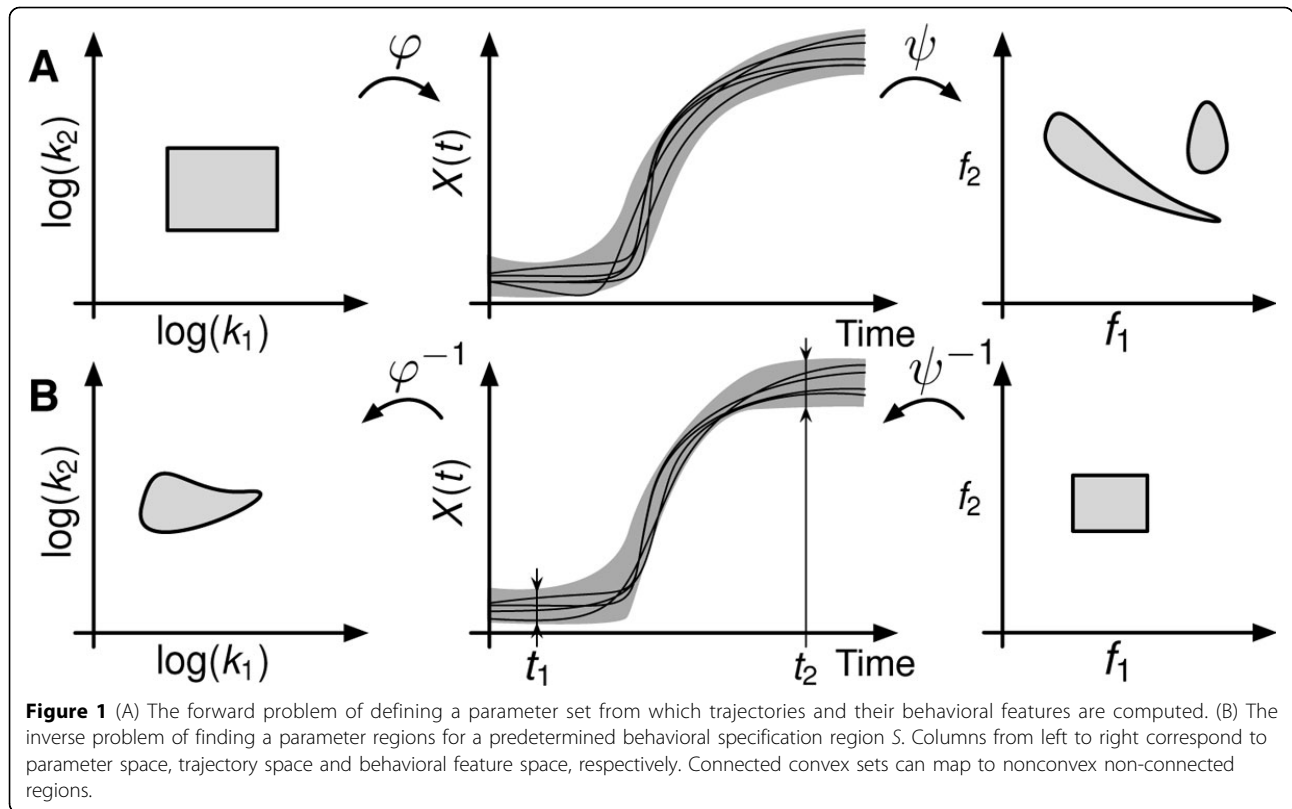 A
φ
ψ
log(k₂)
X(t)
f₂
log(k₁)
Time
f₁
B
φ⁻¹
ψ⁻¹
log(k₂)
X(t)
f₂
log(k₁)
t₁
t₂
Time
f₁
Figure 1 (A) The forward problem of defining a parameter set from which trajectories and their behavioral features are computed. (B) The
inverse problem of finding a parameter regions for a predetermined behavioral specification region S. Columns from left to right correspond to
parameter space, trajectory space and behavioral feature space, respectively. Connected convex sets can map to nonconvex non-connected
regions.